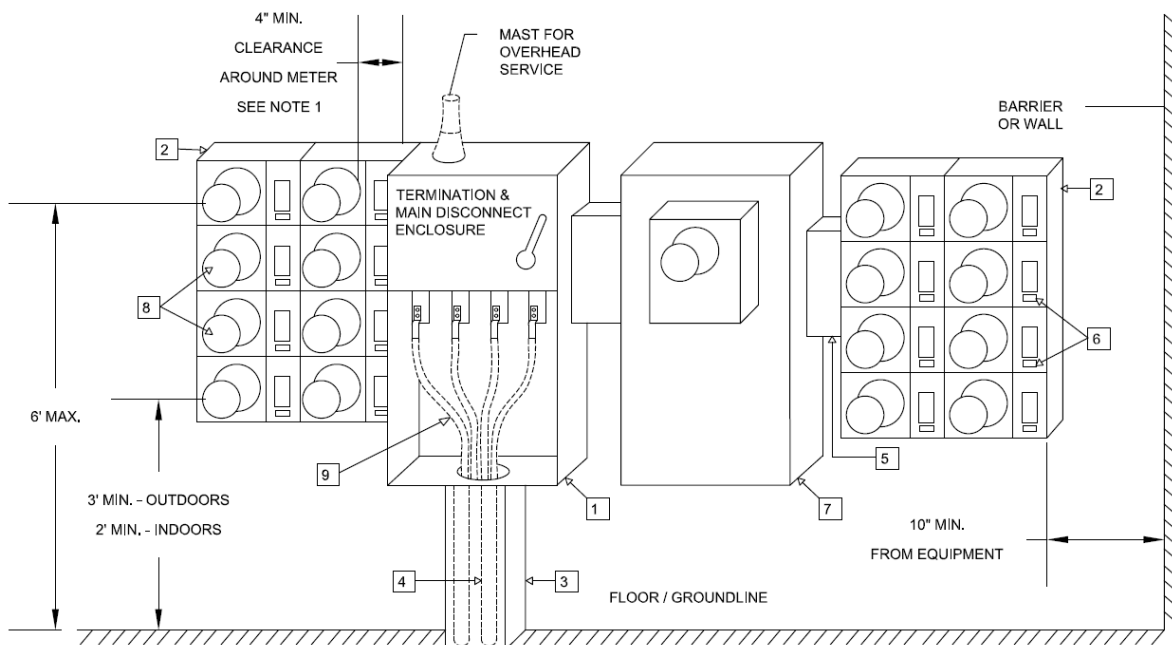 4" MIN.
CLEARANCE
AROUND METER
SEE NOTE 1
MAST FOR
OVERHEAD
SERVICE
BARRIER
OR WALL
2
TERMINATION &
MAIN DISCONNECT
ENCLOSURE
2
8
6
6' MAX.
9
5
3' MIN. - OUTDOORS
2' MIN. - INDOORS
1
7
10" MIN.
FROM EQUIPMENT
4
3
FLOOR / GROUNDLINE